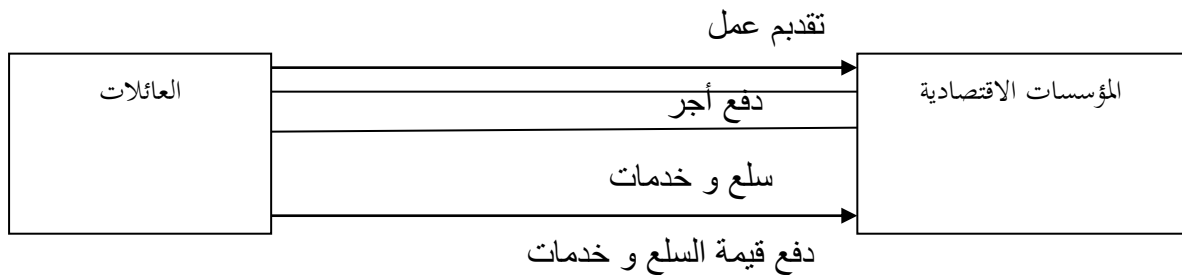 تقدبم عمل
المؤسسات الاقتصادية
العائلات
دفع أجر
سلع و خدمات
دفع قيمة السلع و خدمات